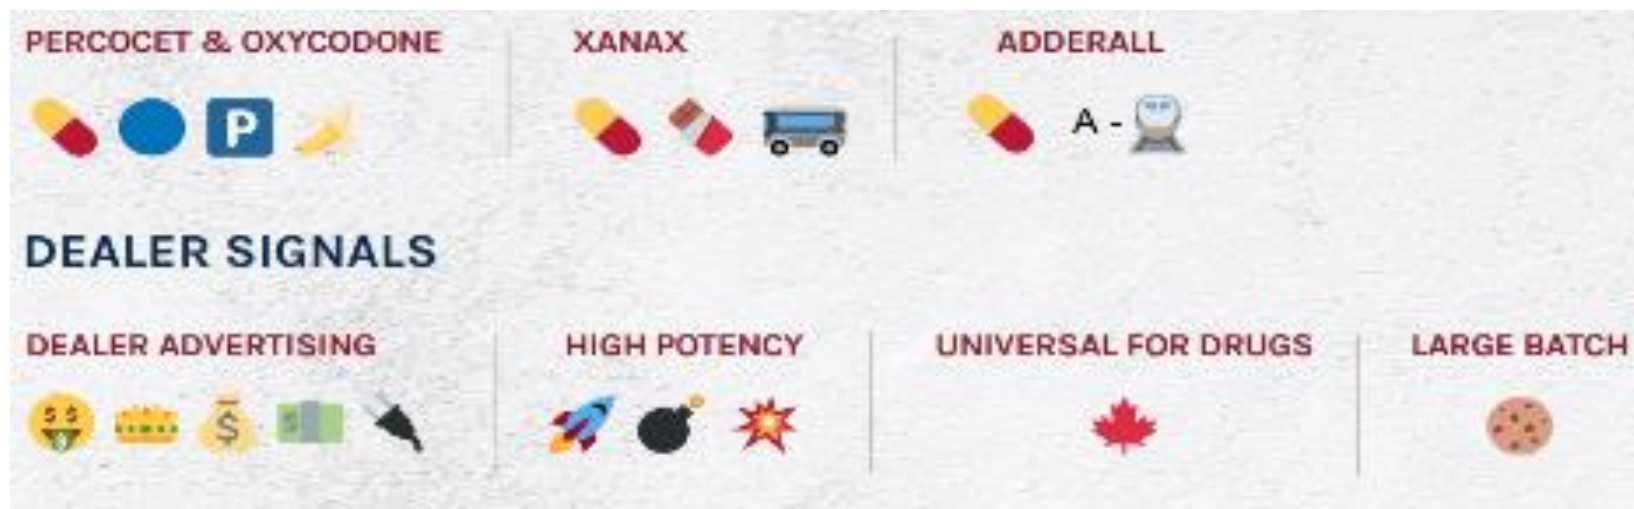 PERCOCET & OXYCODONE
XANAX
ADDERALL
P
A -
DEALER SIGNALS
DEALER ADVERTISING
HIGH POTENCY
UNIVERSAL FOR DRUGS
LARGE BATCH
$ $
$
$